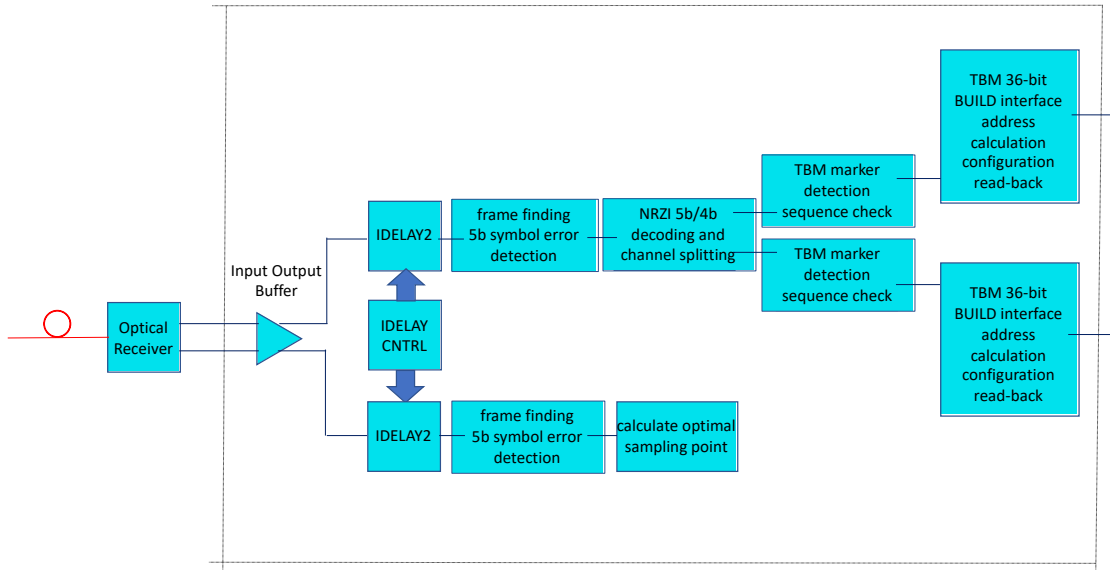 TBM 36-bit
BUILD interface
address
calculation
configuration
read-back
TBM marker
detection
sequence check
IDELAY2
frame finding
5b symbol error
detection
NRZI 5b/4b
decoding and
channel splitting
TBM marker
detection
sequence check
Input Output
Buffer
Optical
Receiver
IDELAY
CNTRL
TBM 36-bit
BUILD interface
address
calculation
configuration
read-back
IDELAY2
frame finding
5b symbol error
detection
calculate optimal
sampling point